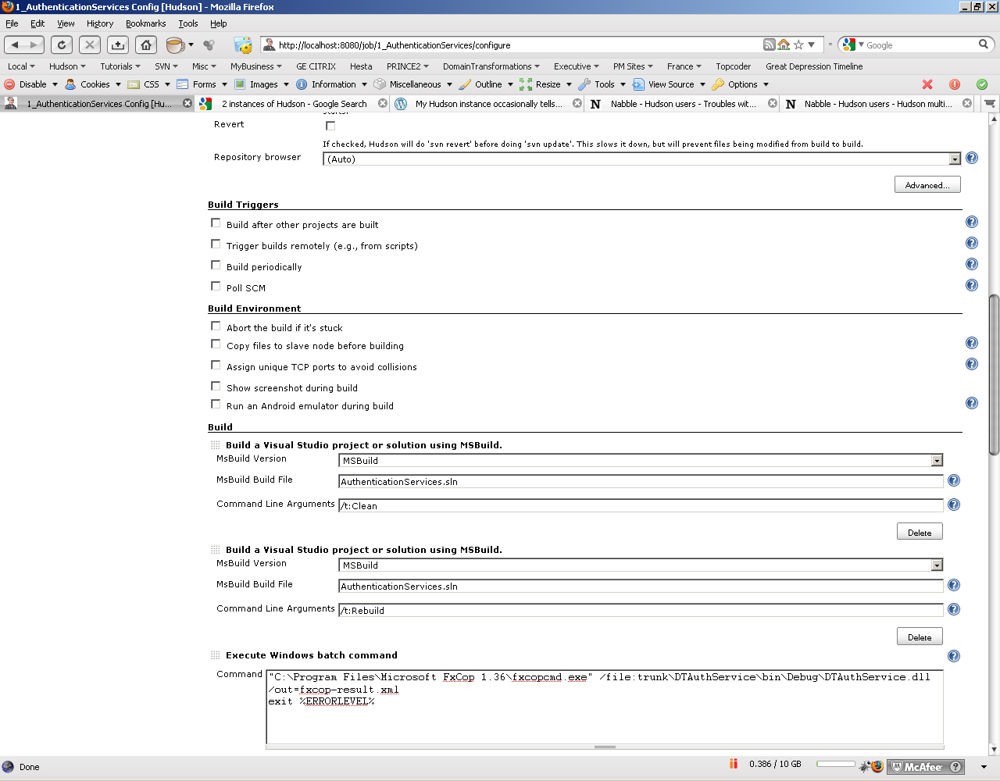 1_AuthenticationServices Config [Hudson] - Mozilla Firefox
File Edit View History Bookmarks Tools Help
http://localhost:8080/job/1_AuthenticationServices/configure
Google
Local Hudson Tutorials SVN Misc MyBusiness GE CITRIX Hesta PRINCE2 DomainTransformations Executive PM Sites France Topcoder Great Depression Timeline
Disable Cookies CSS Forms Images Information Miscellaneous Outline Resize Tools View Source Options
1_AuthenticationServices Config [Hu... 2 instances of Hudson - Google Search My Hudson instance occasionally tells... Nabble - Hudson users - Troubles wit... Nabble - Hudson users - Hudson multi...
Revert
If checked, Hudson will do 'svn revert' before doing 'svn update'. This slows it down, but will prevent files being modified from build to build.
Repository browser (Auto)
Advanced...
Build Triggers
Build after other projects are built
Trigger builds remotely (e.g., from scripts)
Build periodically
Poll SCM
Build Environment
Abort the build if it's stuck
Copy files to slave node before building
Assign unique TCP ports to avoid collisions
Show screenshot during build
Run an Android emulator during build
Build
Build a Visual Studio project or solution using MSBuild.
MsBuild Version MSBuild
MsBuild Build File AuthenticationServices.sln
Command Line Arguments /t:Clean
Delete
Build a Visual Studio project or solution using MSBuild.
MsBuild Version MSBuild
MsBuild Build File AuthenticationServices.sln
Command Line Arguments /t:Rebuild
Delete
Execute Windows batch command
Command "C:\Program Files\Microsoft FxCop 1.36\fxcopcmd.exe" /file:trunk\DTAuthService\bin\Debug\DTAuthService.dll
/out=fxcop-result.xml
exit %ERRORLEVEL%
Done 0.386 / 10 GB McAfee